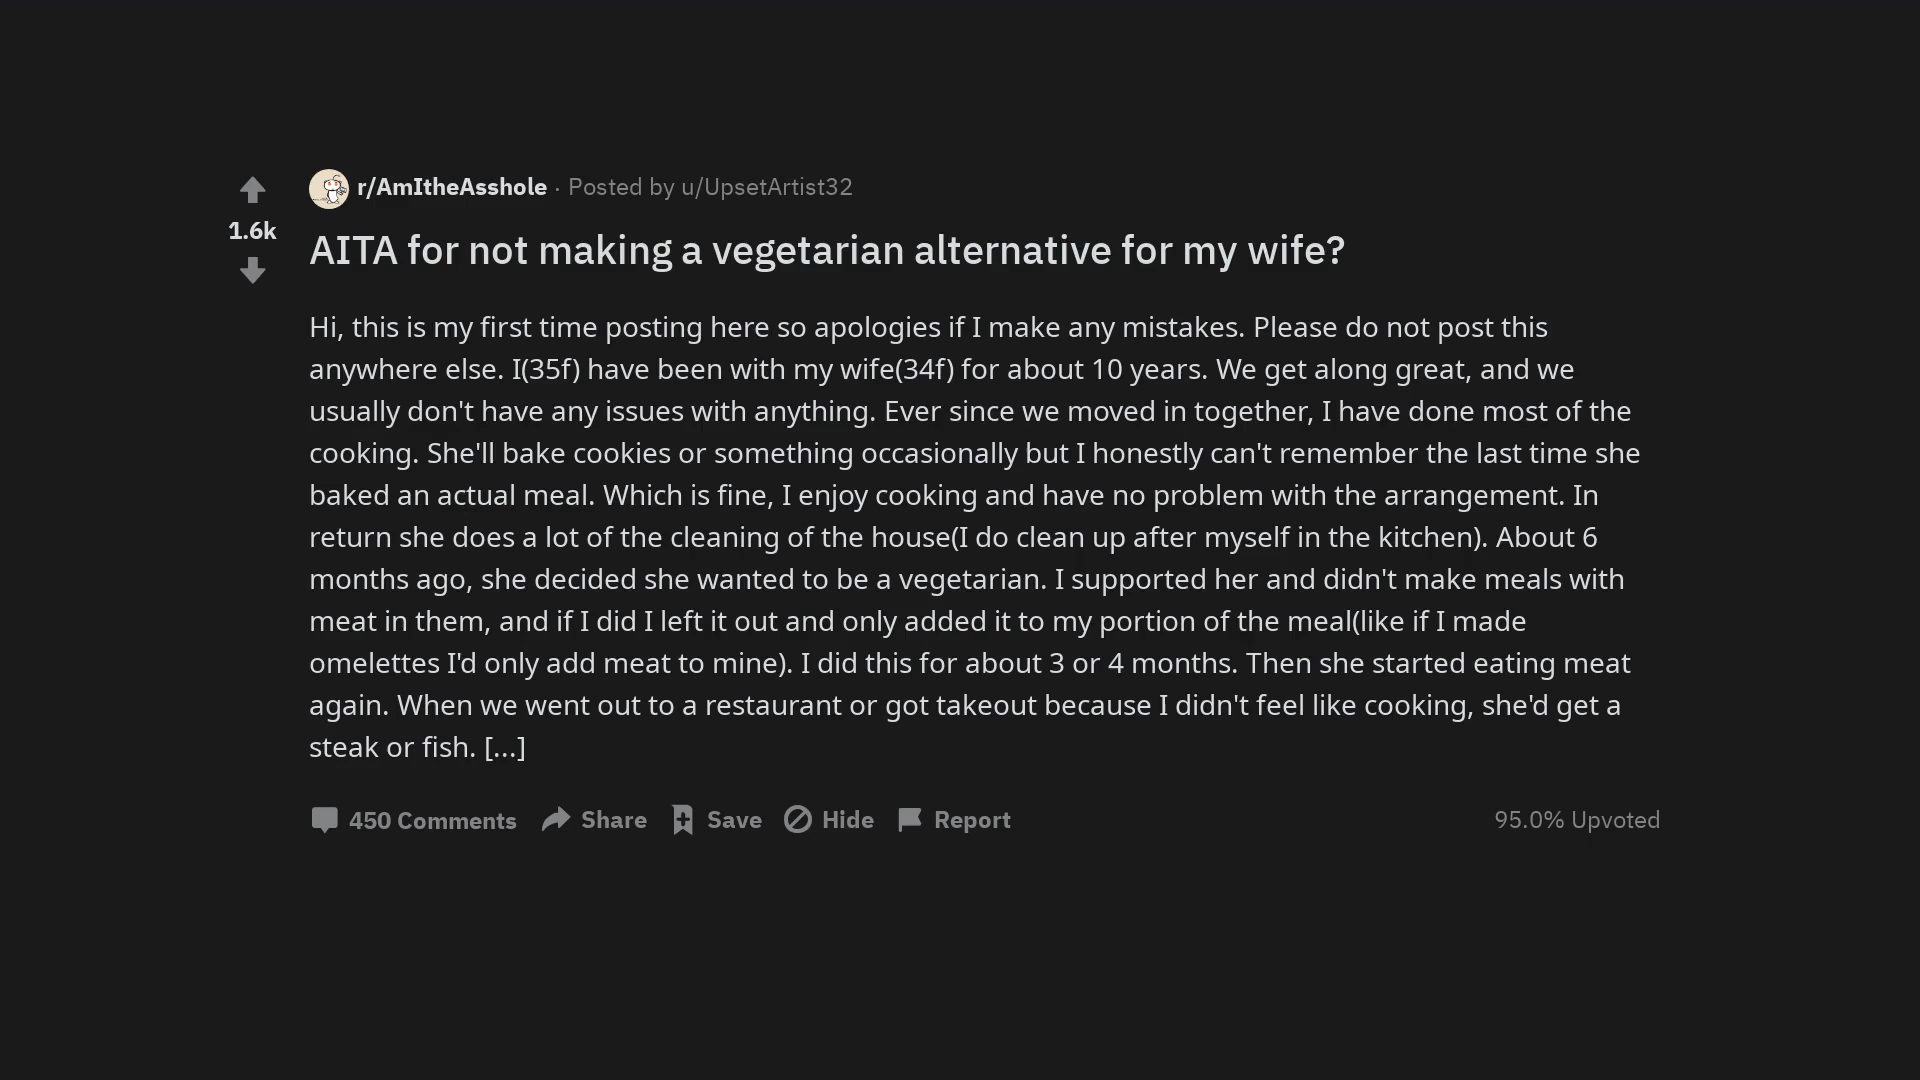 r/AmItheAsshole · Posted by u/UpsetArtist32
1.6k
AITA for not making a vegetarian alternative for my wife?
Hi, this is my first time posting here so apologies if I make any mistakes. Please do not post this
anywhere else. I(35f) have been with my wife(34f) for about 10 years. We get along great, and we
usually don't have any issues with anything. Ever since we moved in together, I have done most of the
cooking. She'll bake cookies or something occasionally but I honestly can't remember the last time she
baked an actual meal. Which is fine, I enjoy cooking and have no problem with the arrangement. In
return she does a lot of the cleaning of the house(I do clean up after myself in the kitchen). About 6
months ago, she decided she wanted to be a vegetarian. I supported her and didn't make meals with
meat in them, and if I did I left it out and only added it to my portion of the meal(like if I made
omelettes I'd only add meat to mine). I did this for about 3 or 4 months. Then she started eating meat
again. When we went out to a restaurant or got takeout because I didn't feel like cooking, she'd get a
steak or fish. [...]
450 Comments Share Save Hide Report 95.0% Upvoted